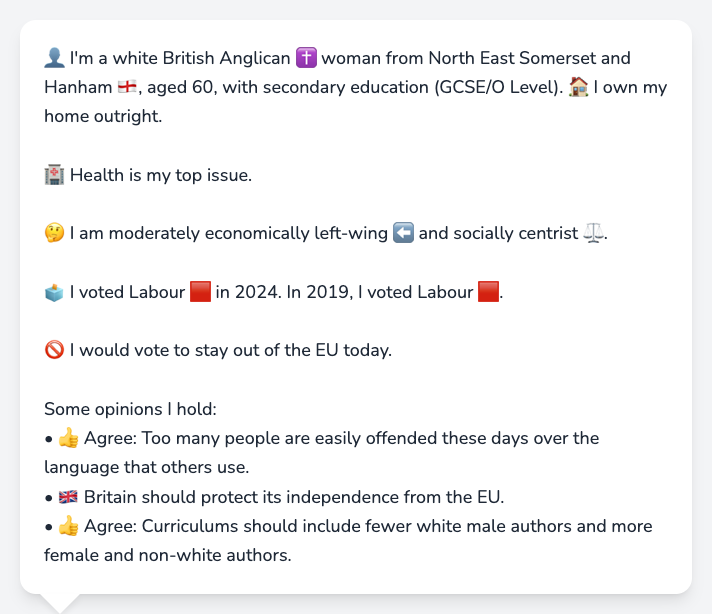 👤 I'm a white British Anglican ✝️ woman from North East Somerset and
Hanham 🏴󠁧󠁢󠁥󠁮󠁧󠁿, aged 60, with secondary education (GCSE/O Level). 🏠 I own my
home outright.
🏥 Health is my top issue.
🤔 I am moderately economically left-wing ⬅️ and socially centrist ⚖️.
🗳️ I voted Labour 🟥 in 2024. In 2019, I voted Labour 🟥.
🚫 I would vote to stay out of the EU today.
Some opinions I hold:
• 👍 Agree: Too many people are easily offended these days over the
language that others use.
• 🇬🇧 Britain should protect its independence from the EU.
• 👍 Agree: Curriculums should include fewer white male authors and more
female and non-white authors.